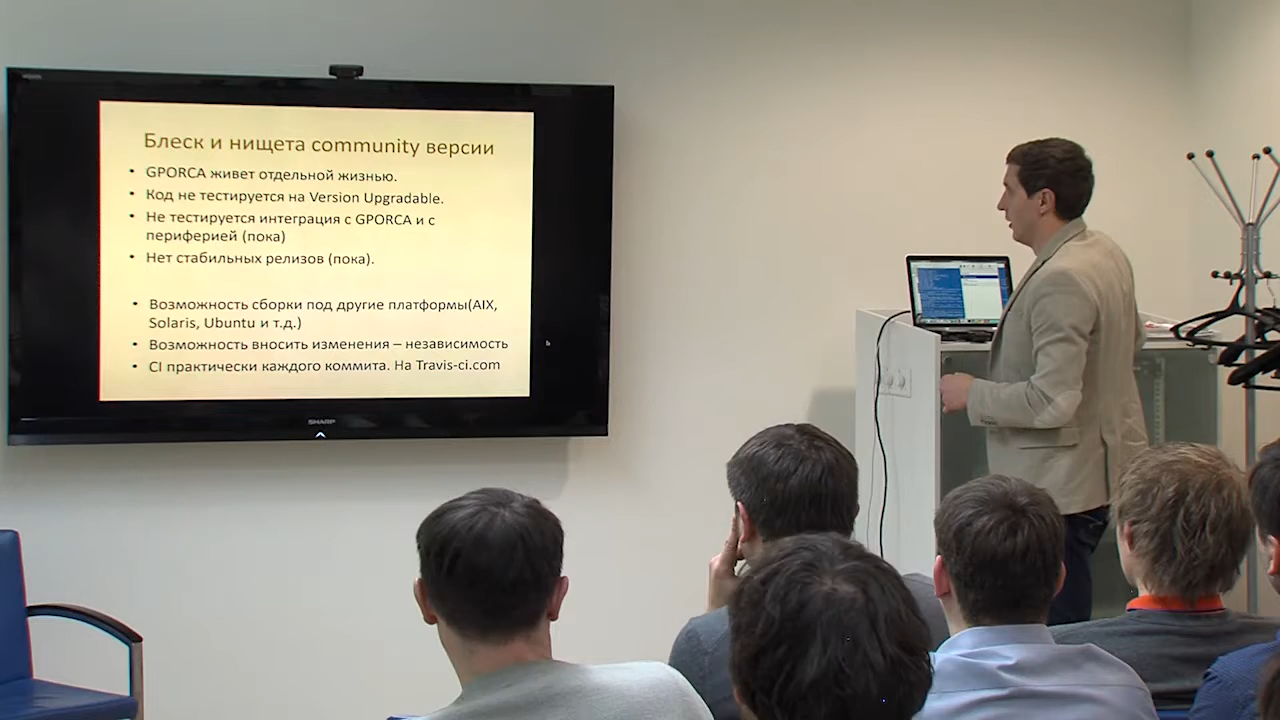 Блеск и нищета community версии
• GPORCA живет отдельной жизнью.
• Код не тестируется на Version Upgradable.
• Не тестируется интеграция с GPORCA и с
периферией (пока)
• Нет стабильных релизов (пока).
• Возможность сборки под другие платформы(AIX,
Solaris, Ubuntu и т.д.)
• Возможность вносить изменения – независимость
• CI практически каждого коммита. На Travis-ci.com
SHARP